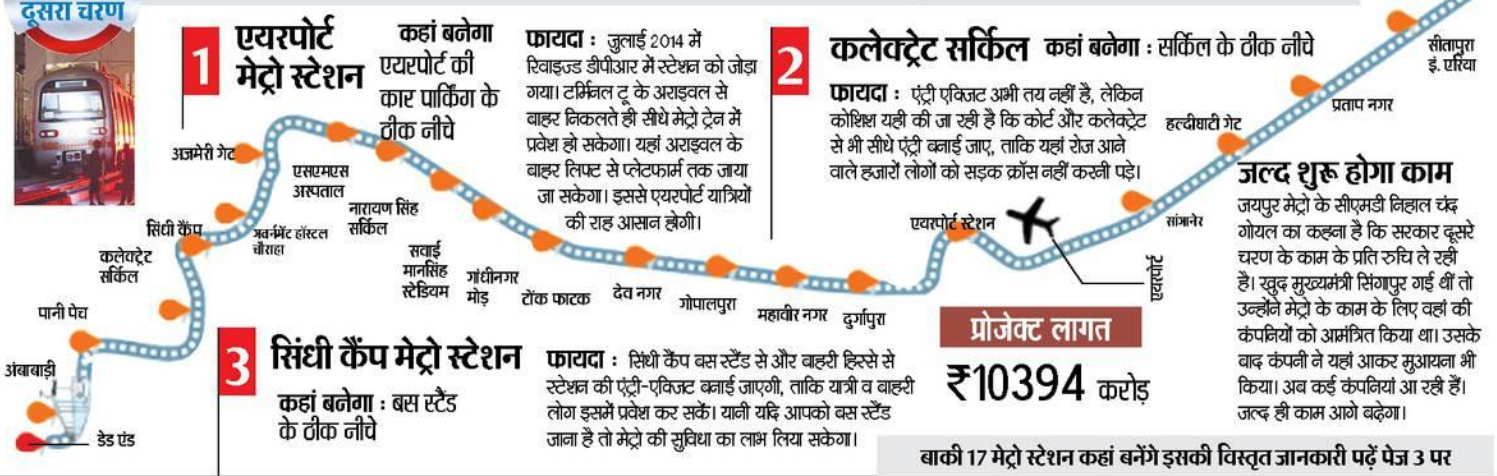 दूसरा चरण
1
एयरपोर्ट
मेट्रो स्टेशन
कहां बनेगा
एयरपोर्ट की
कार पार्किंग के
ठीक नीचे
फायदा : जुलाई 2014 में
रिवाइज्ड डीपीआर में स्टेशन को जोड़ा
गया। टर्मिनल टू के अराइवल से
बाहर निकलते ही सीधे मेट्रो ट्रेन में
प्रवेश हो सकेगा। यहां अराइवल के
बाहर लिफ्ट से प्लेटफार्म तक जाया
जा सकेगा। इससे एयरपोर्ट यात्रियों
की राह आसान होगी।
2
कलेक्ट्रेट सर्किल कहां बनेगा : सर्किल के ठीक नीचे
फायदा : एंट्री एक्जिट अभी तय नहीं है, लेकिन
कोशिश यही की जा रही है कि कोर्ट और कलेक्ट्रेट
से भी सीधे एंट्री बनाई जाए, ताकि यहां रोज आने
वाले हजारों लोगों को सड़क क्रॉस नहीं करनी पड़े।
सीतापुरा
इं. एरिया
प्रताप नगर
हल्दीघाटी गेट
सांगानेर
एयरपोर्ट
एयरपोर्ट स्टेशन
दुर्गापुरा
महावीर नगर
गोपालपुरा
देव नगर
टोंक फाटक
गांधीनगर
मोड़
सवाई
मानसिंह
स्टेडियम
नारायण सिंह
सर्किल
एसएमएस
अस्पताल
अजमेरी गेट
गवर्नमेंट हॉस्टल
चौराहा
सिंधी कैंप
कलेक्ट्रेट
सर्किल
पानी पेच
अंबाबाड़ी
डेड एंड
3
सिंधी कैंप मेट्रो स्टेशन
कहां बनेगा : बस स्टैंड
के ठीक नीचे
फायदा : सिंधी कैंप बस स्टैंड से और बाहरी हिस्से से
स्टेशन की एंट्री-एक्जिट बनाई जाएगी, ताकि यात्री व बाहरी
लोग इसमें प्रवेश कर सकें। यानी यदि आपको बस स्टैंड
जाना है तो मेट्रो की सुविधा का लाभ लिया सकेगा।
प्रोजेक्ट लागत
₹10394 करोड़
जल्द शुरू होगा काम
जयपुर मेट्रो के सीएमडी निहाल चंद
गोयल का कहना है कि सरकार दूसरे
चरण के काम के प्रति रुचि ले रही
है। खुद मुख्यमंत्री सिंगापुर गई थीं तो
उन्होंने मेट्रो के काम के लिए वहां की
कंपनियों को आमंत्रित किया था। उसके
बाद कंपनी ने यहां आकर मुआयना भी
किया। अब कई कंपनियां आ रही हैं।
जल्द ही काम आगे बढ़ेगा।
बाकी 17 मेट्रो स्टेशन कहां बनेंगे इसकी विस्तृत जानकारी पढ़ें पेज 3 पर